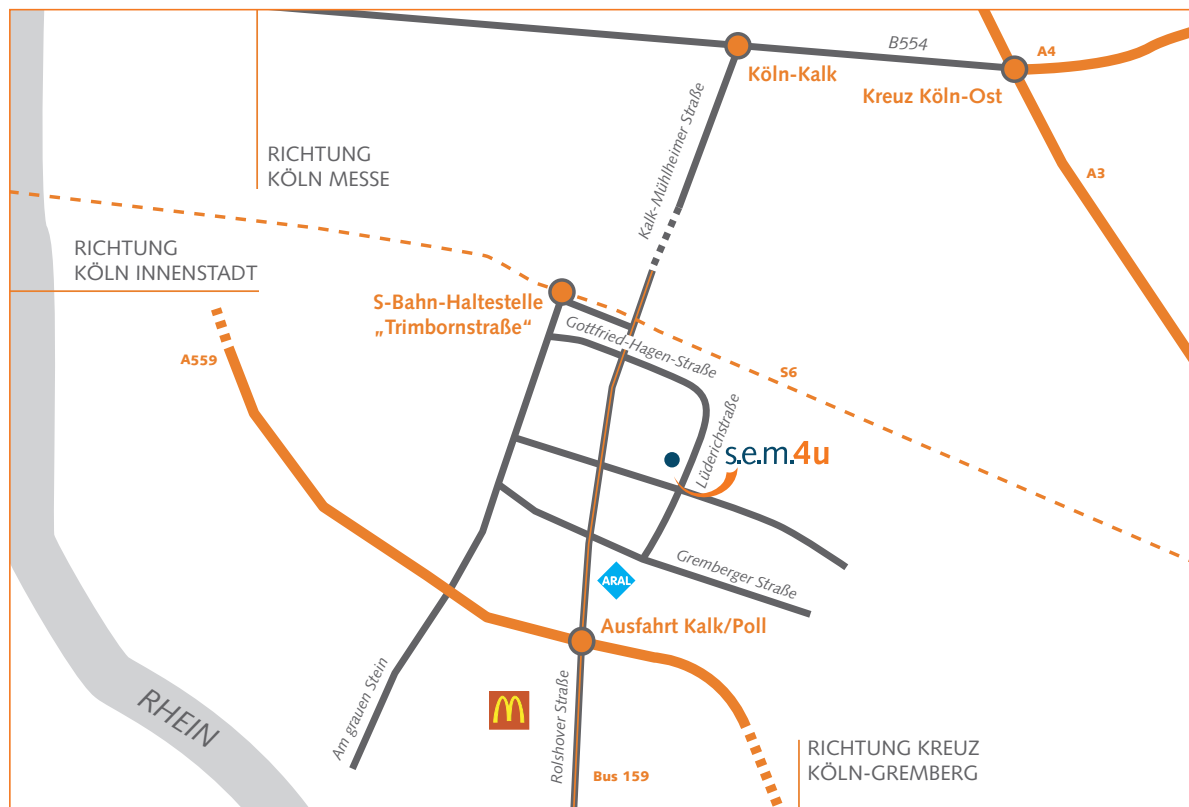 B554
A4
Köln-Kalk
Kreuz Köln-Ost
Kalk-Mühlheimer Straße
RICHTUNG
KÖLN MESSE
A3
RICHTUNG
KÖLN INNENSTADT
S-Bahn-Haltestelle
„Trimbornstraße“
Gottfried-Hagen-Straße
A559
S6
Lüderichstraße
s.e.m.4u
Gremberger Straße
ARAL
Ausfahrt Kalk/Poll
Am grauen Stein
RHEIN
M
Rolshover Straße
Bus 159
RICHTUNG KREUZ
KÖLN-GREMBERG